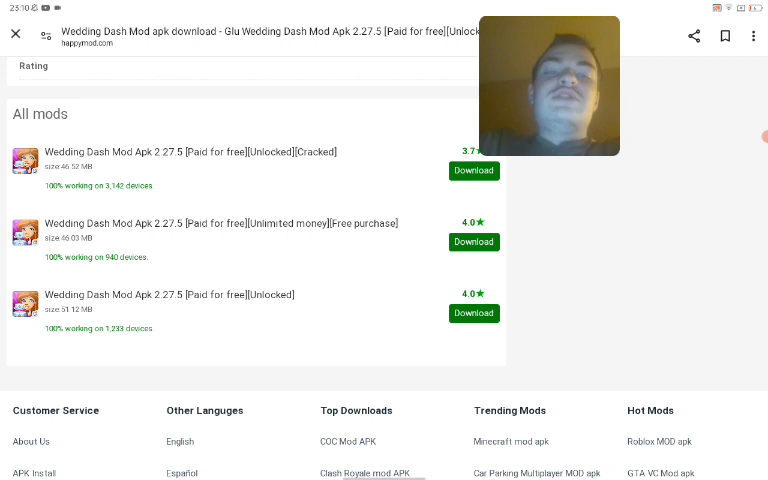 23:10
Wedding Dash Mod apk download - Glu Wedding Dash Mod Apk 2.27.5 [Paid for free][Unlock
happymod.com
Rating
All mods
Wedding Dash Mod Apk 2.27.5 [Paid for free][Unlocked][Cracked]
3.7
size:46.52 MB
Download
100% working on 3,142 devices.
Wedding Dash Mod Apk 2.27.5 [Paid for free][Unlimited money][Free purchase]
4.0★
size:46.03 MB
Download
100% working on 940 devices.
Wedding Dash Mod Apk 2.27.5 [Paid for free][Unlocked]
4.0★
size:51.12 MB
Download
100% working on 1,233 devices.
Customer Service Other Languges Top Downloads Trending Mods Hot Mods
About Us English COC Mod APK Minecraft mod apk Roblox MOD apk
APK Install Español Clash Royale mod APK Car Parking Multiplayer MOD apk GTA VC Mod apk